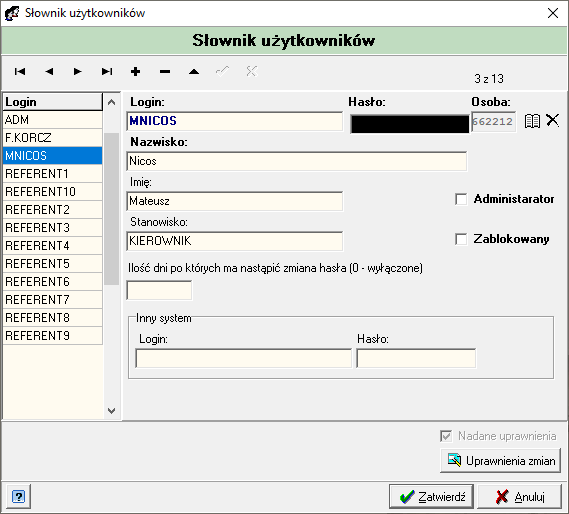 Słownik użytkowników
Słownik użytkowników
3 z 13
Login
ADM
F.KORCZ
MNICOS
REFERENT1
REFERENT10
REFERENT2
REFERENT3
REFERENT4
REFERENT5
REFERENT6
REFERENT7
REFERENT8
REFERENT9
Login: Hasło: Osoba:
MNICOS 662212
Nazwisko:
Nicos
Imię:
Mateusz Administarator
Stanowisko:
KIEROWNIK Zablokowany
Ilość dni po których ma nastąpić zmiana hasła (0 - wyłączone)
Inny system
Login: Hasło:
Nadane uprawnienia
Uprawnienia zmian
? Zatwierdź Anuluj